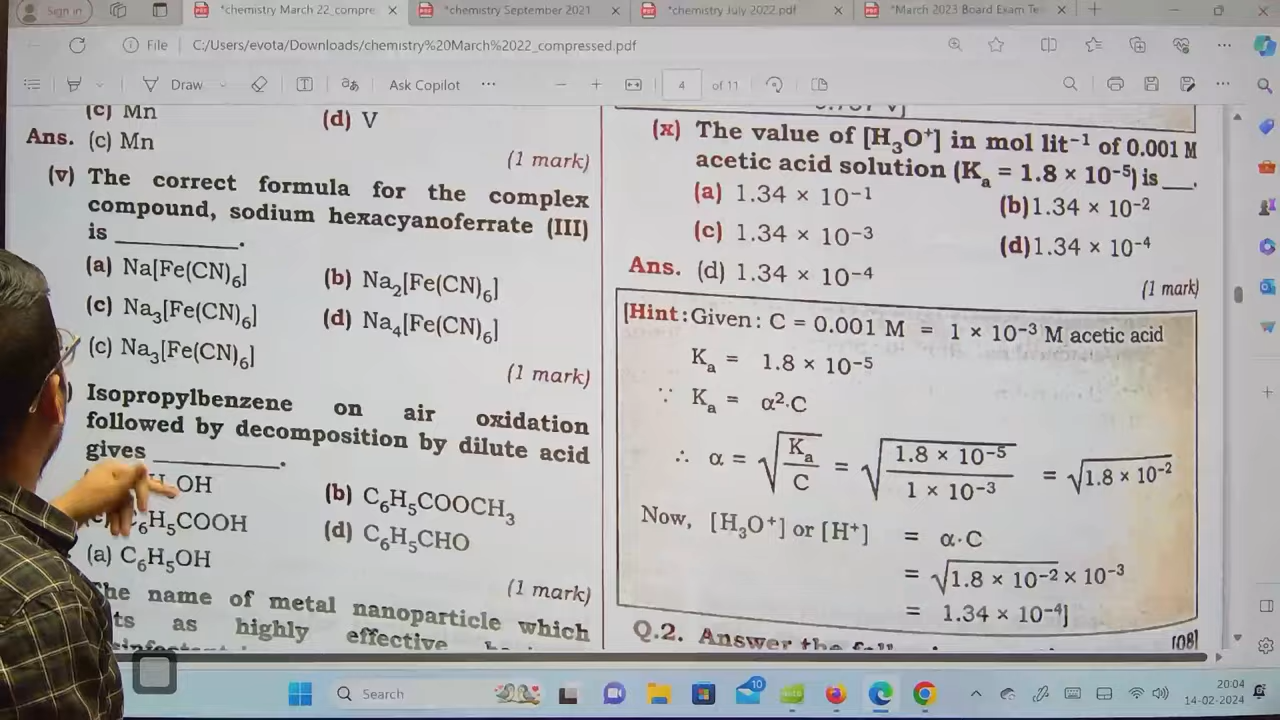 Sign in
*chemistry March 22_compre
*chemistry September 2021
*chemistry July 2022.pdf
*March 2023 Board Exam Te
File
C:/Users/evota/Downloads/chemistry%20March%2022_compressed.pdf
Draw
Ask Copilot
4
of 11
(c) Mn
(d) V
Ans. (c) Mn
(1 mark)
(v) The correct formula for the complex
compound, sodium hexacyanoferrate (III)
is ________.
(a) Na[Fe(CN)₆]
(b) Na₂[Fe(CN)₆]
(c) Na₃[Fe(CN)₆]
(d) Na₄[Fe(CN)₆]
(c) Na₃[Fe(CN)₆]
(1 mark)
Isopropylbenzene on air oxidation
followed by decomposition by dilute acid
gives ________.
OH
(b) C₆H₅COOCH₃
₆H₅COOH
(d) C₆H₅CHO
(a) C₆H₅OH
(1 mark)
The name of metal nanoparticle which
as highly effective
(x) The value of [H₃O⁺] in mol lit⁻¹ of 0.001 M
acetic acid solution (Kₐ = 1.8 × 10⁻⁵) is __.
(a) 1.34 × 10⁻¹
(b) 1.34 × 10⁻²
(c) 1.34 × 10⁻³
(d) 1.34 × 10⁻⁴
Ans. (d) 1.34 × 10⁻⁴
(1 mark)
[Hint : Given : C = 0.001 M = 1 × 10⁻³ M acetic acid
Kₐ = 1.8 × 10⁻⁵
∵ Kₐ = α²·C
∴ α = √(Kₐ/C) = √(1.8 × 10⁻⁵/1 × 10⁻³) = √1.8 × 10⁻²
Now, [H₃O⁺] or [H⁺] = α·C
= √1.8 × 10⁻² × 10⁻³
= 1.34 × 10⁻⁴]
Q.2. Answer the
[08]
Search
10
20:04
14-02-2024